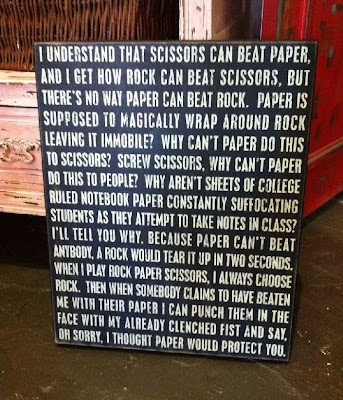 I UNDERSTAND THAT SCISSORS CAN BEAT PAPER,
AND I GET HOW ROCK CAN BEAT SCISSORS, BUT
THERE'S NO WAY PAPER CAN BEAT ROCK. PAPER IS
SUPPOSED TO MAGICALLY WRAP AROUND ROCK
LEAVING IT IMMOBILE? WHY CAN'T PAPER DO THIS
TO SCISSORS? SCREW SCISSORS, WHY CAN'T PAPER
DO THIS TO PEOPLE? WHY AREN'T SHEETS OF COLLEGE
RULED NOTEBOOK PAPER CONSTANTLY SUFFOCATING
STUDENTS AS THEY ATTEMPT TO TAKE NOTES IN CLASS?
I'LL TELL YOU WHY. BECAUSE PAPER CAN'T BEAT
ANYBODY, A ROCK WOULD TEAR IT UP IN TWO SECONDS.
WHEN I PLAY ROCK PAPER SCISSORS, I ALWAYS CHOOSE
ROCK. THEN WHEN SOMEBODY CLAIMS TO HAVE BEATEN
ME WITH THEIR PAPER I CAN PUNCH THEM IN THE
FACE WITH MY ALREADY CLENCHED FIST AND SAY,
OH SORRY, I THOUGHT PAPER WOULD PROTECT YOU.